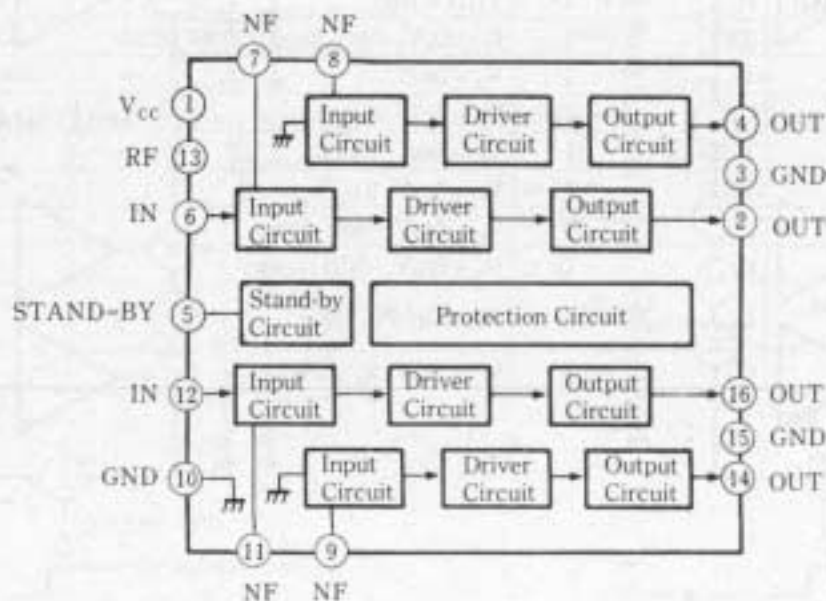 NF NF
7 8
Vcc 1
Input Circuit Driver Circuit Output Circuit 4 OUT
RF 13
3 GND
IN 6 Input Circuit Driver Circuit Output Circuit 2 OUT
STAND-BY 5 Stand-by Circuit Protection Circuit
IN 12 Input Circuit Driver Circuit Output Circuit 16 OUT
15 GND
GND 10 Input Circuit Driver Circuit Output Circuit 14 OUT
11 9
NF NF